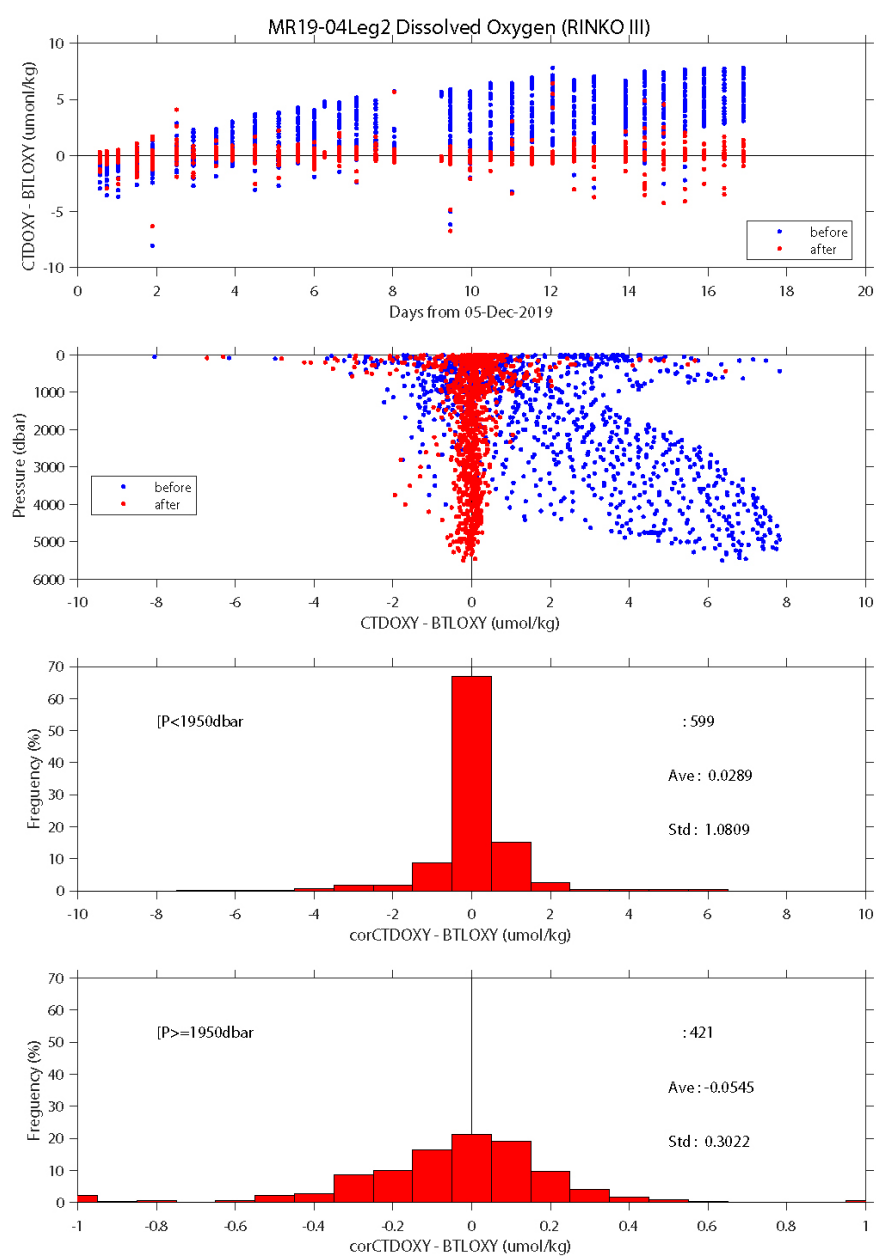 MR19-04Leg2 Dissolved Oxygen (RINKO III)
10
5
0
-5
-10
CTDOXY - BTLOXY (umonl/kg)
before
after
0 2 4 6 8 10 12 14 16 18 20
Days from 05-Dec-2019
0
1000
2000
3000
4000
5000
6000
Pressure (dbar)
before
after
-10 -8 -6 -4 -2 0 2 4 6 8 10
CTDOXY - BTLOXY (umol/kg)
70
60
50
40
30
20
10
0
Freguency (%)
[P<1950dbar : 599
Ave : 0.0289
Std : 1.0809
-10 -8 -6 -4 -2 0 2 4 6 8 10
corCTDOXY - BTLOXY (umol/kg)
70
60
50
40
30
20
10
0
Freguency (%)
[P>=1950dbar : 421
Ave : -0.0545
Std : 0.3022
-1 -0.8 -0.6 -0.4 -0.2 0 0.2 0.4 0.6 0.8 1
corCTDOXY - BTLOXY (umol/kg)